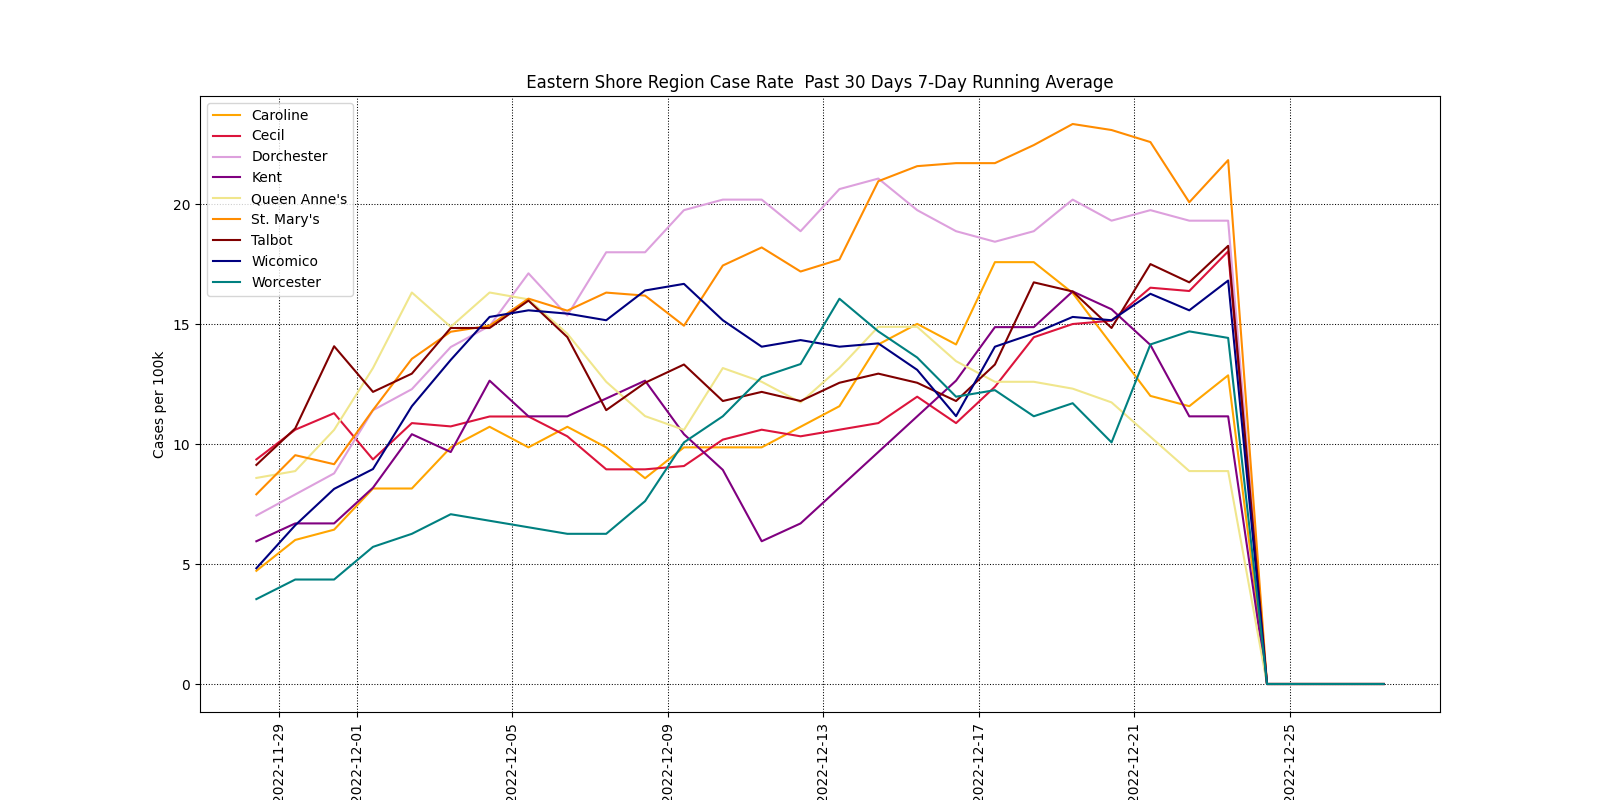 Eastern Shore Region Case Rate  Past 30 Days 7-Day Running Average
Caroline
Cecil
Dorchester
Kent
Queen Anne's
St. Mary's
Talbot
Wicomico
Worcester
Cases per 100k
20
15
10
5
0
2022-11-29
2022-12-01
2022-12-05
2022-12-09
2022-12-13
2022-12-17
2022-12-21
2022-12-25